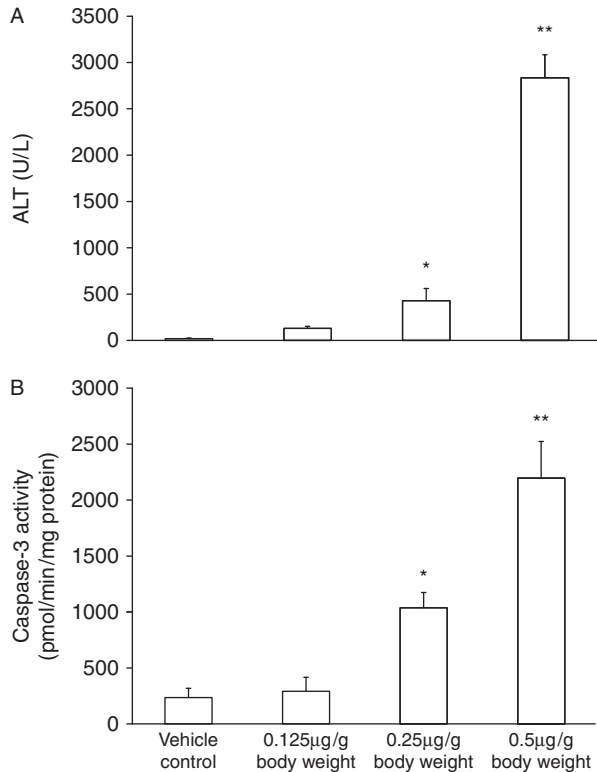 A
3500
3000
2500
2000
1500
1000
500
0
ALT (U/L)
*
**
B
3000
2500
2000
1500
1000
500
0
Caspase-3 activity
(pmol/min/mg protein)
*
**
Vehicle
control
0.125µg/g
body weight
0.25µg/g
body weight
0.5µg/g
body weight